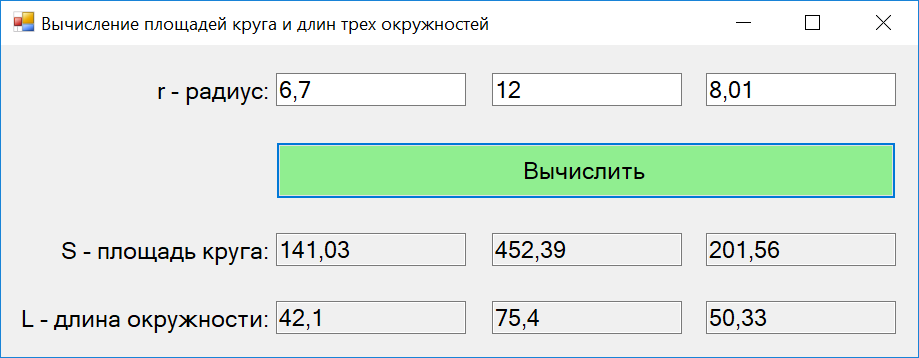 Вычисление площадей круга и длин трех окружностей
r - радиус: 6,7 12 8,01
Вычислить
S - площадь круга: 141,03 452,39 201,56
L - длина окружности: 42,1 75,4 50,33